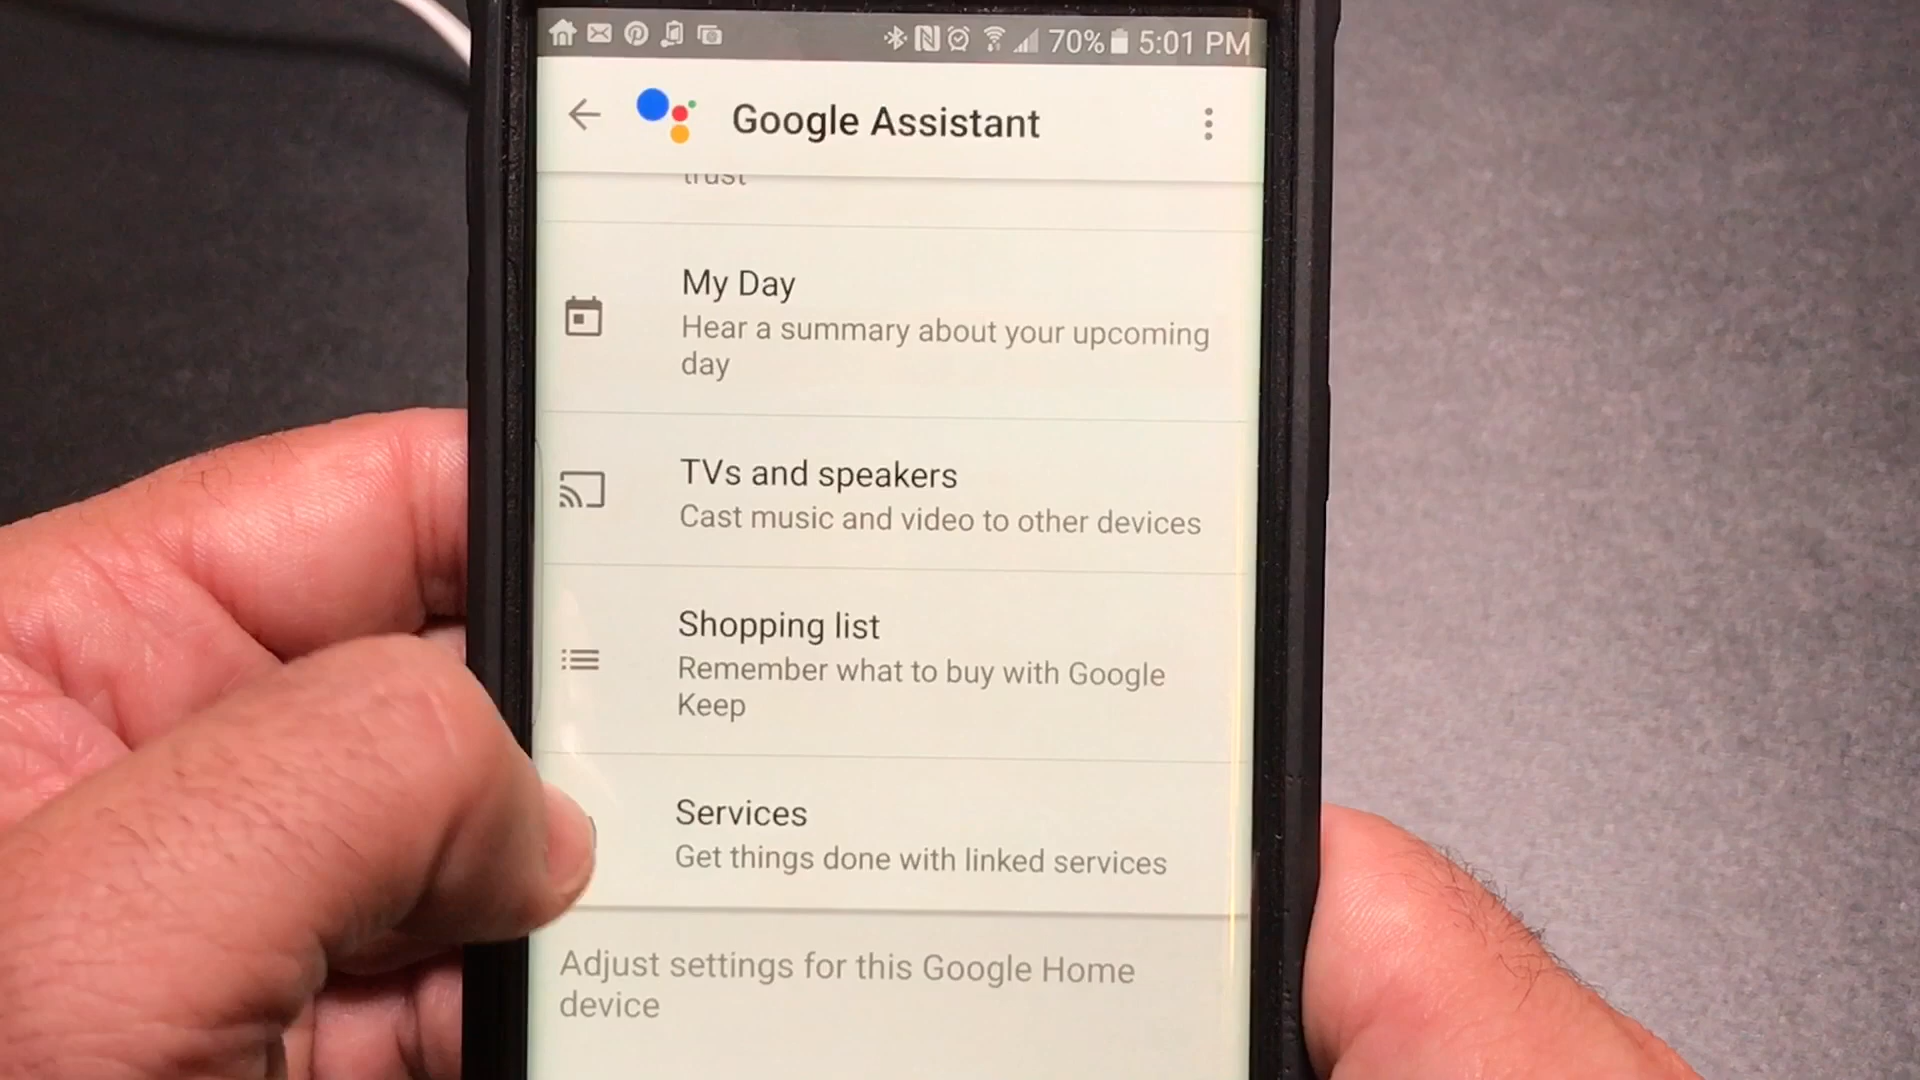 70% 5:01 PM
Google Assistant
trust
My Day
Hear a summary about your upcoming
day
TVs and speakers
Cast music and video to other devices
Shopping list
Remember what to buy with Google
Keep
Services
Get things done with linked services
Adjust settings for this Google Home
device